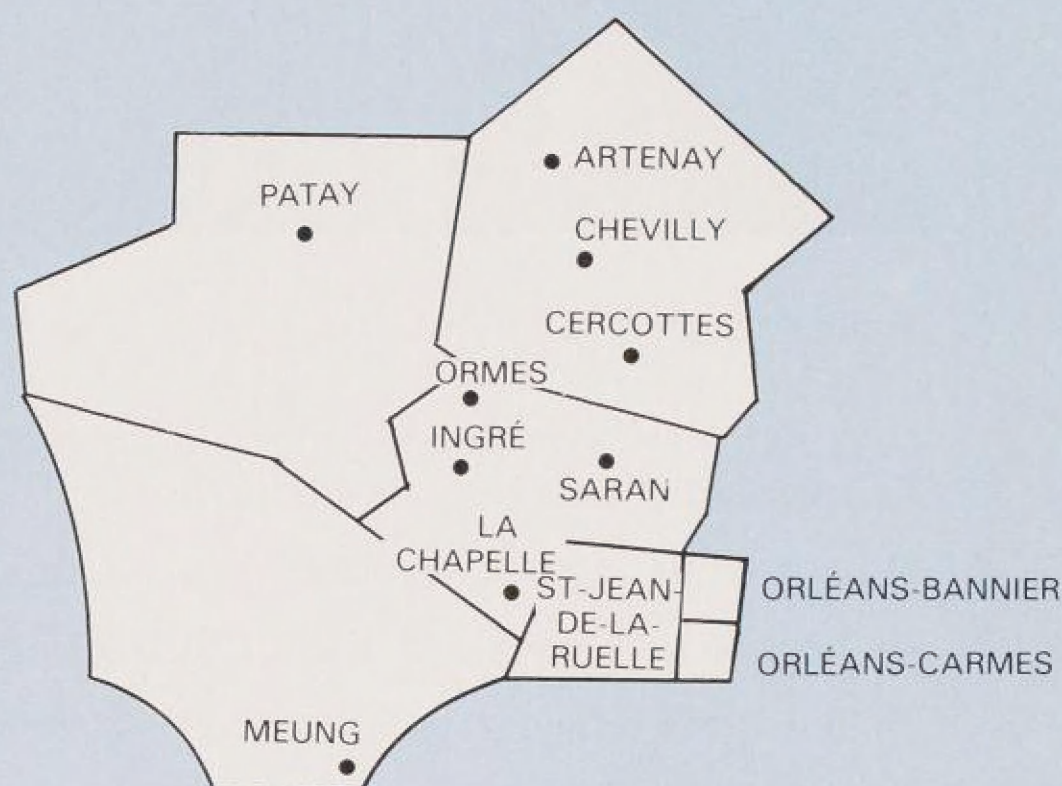 ARTENAY
PATAY
CHEVILLY
CERCOTTES
ORMES
INGRÉ
SARAN
LA
CHAPELLE
ST-JEAN-
DE-LA-
RUELLE
ORLÉANS-BANNIER
ORLÉANS-CARMES
MEUNG